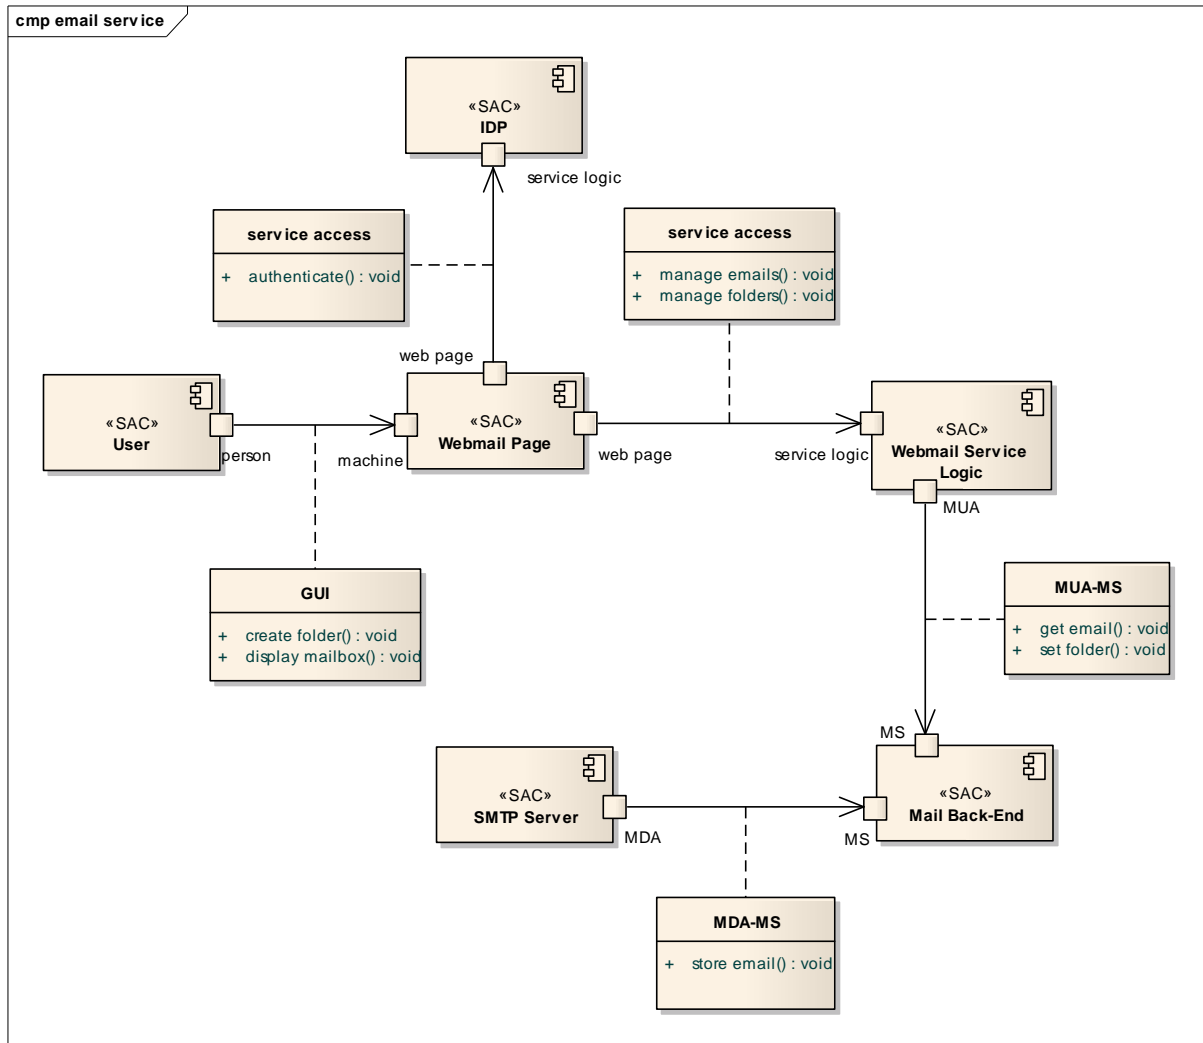 cmp email service
«SAC»
IDP
service logic
service access
+ authenticate() : void
service access
+ manage emails() : void
+ manage folders() : void
web page
«SAC»
User
person
machine
«SAC»
Webmail Page
web page
service logic
«SAC»
Webmail Service
Logic
MUA
GUI
+ create folder() : void
+ display mailbox() : void
MUA-MS
+ get email() : void
+ set folder() : void
MS
«SAC»
SMTP Server
MDA
MS
«SAC»
Mail Back-End
MDA-MS
+ store email() : void